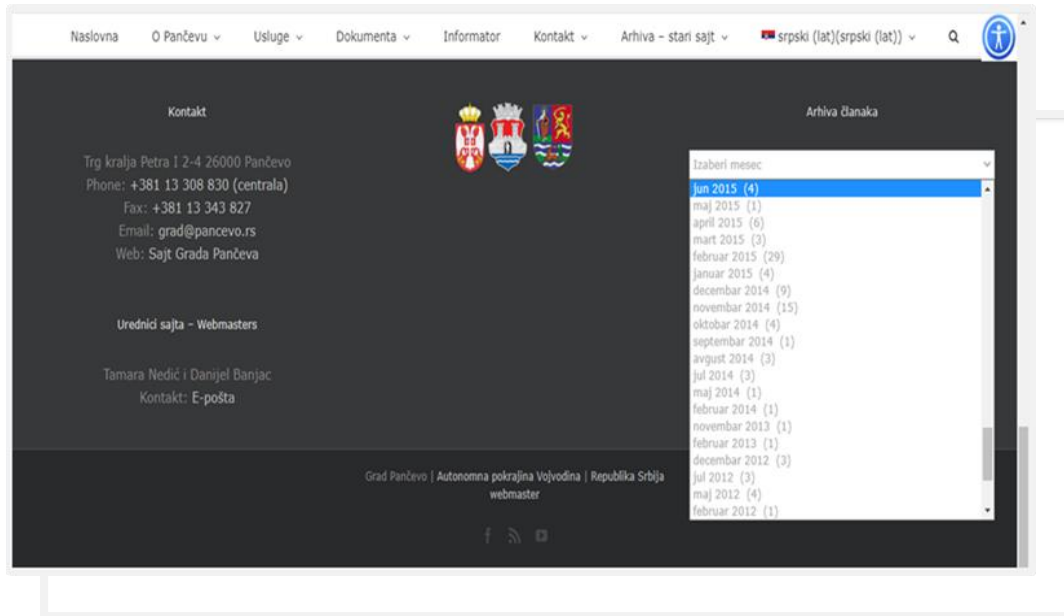 Naslovna O Pančevu Usluge Dokumenta Informator Kontakt Arhiva – stari sajt srpski (lat)(srpski (lat))
Kontakt
Trg kralja Petra I 2-4 26000 Pančevo
Phone: +381 13 308 830 (centrala)
Fax: +381 13 343 827
Email: grad@pancevo.rs
Web: Sajt Grada Pančeva
Urednici sajta – Webmasters
Tamara Nedić i Danijel Banjac
Kontakt: E-pošta
Arhiva članaka
Izaberi mesec
jun 2015 (4)
maj 2015 (1)
april 2015 (6)
mart 2015 (3)
februar 2015 (29)
januar 2015 (4)
decembar 2014 (9)
novembar 2014 (15)
oktobar 2014 (4)
septembar 2014 (1)
avgust 2014 (3)
jul 2014 (3)
maj 2014 (1)
februar 2014 (1)
novembar 2013 (1)
februar 2013 (1)
decembar 2012 (3)
jul 2012 (3)
maj 2012 (4)
februar 2012 (1)
Grad Pančevo | Autonomna pokrajina Vojvodina | Republika Srbija
webmaster